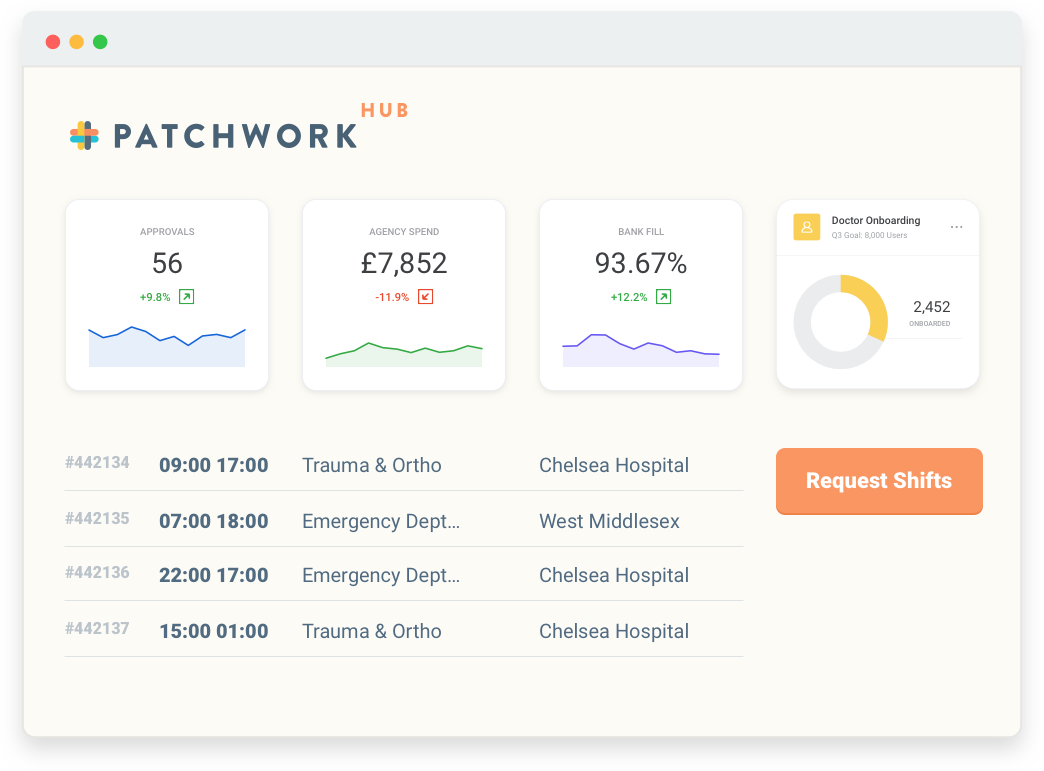 HUB
PATCHWORK
APPROVALS
56
+9.8%
AGENCY SPEND
£7,852
-11.9%
BANK FILL
93.67%
+12.2%
Doctor Onboarding
Q3 Goal: 8,000 Users
2,452
ONBOARDED
#442134 09:00 17:00 Trauma & Ortho Chelsea Hospital
Request Shifts
#442135 07:00 18:00 Emergency Dept... West Middlesex
#442136 22:00 17:00 Emergency Dept... Chelsea Hospital
#442137 15:00 01:00 Trauma & Ortho Chelsea Hospital